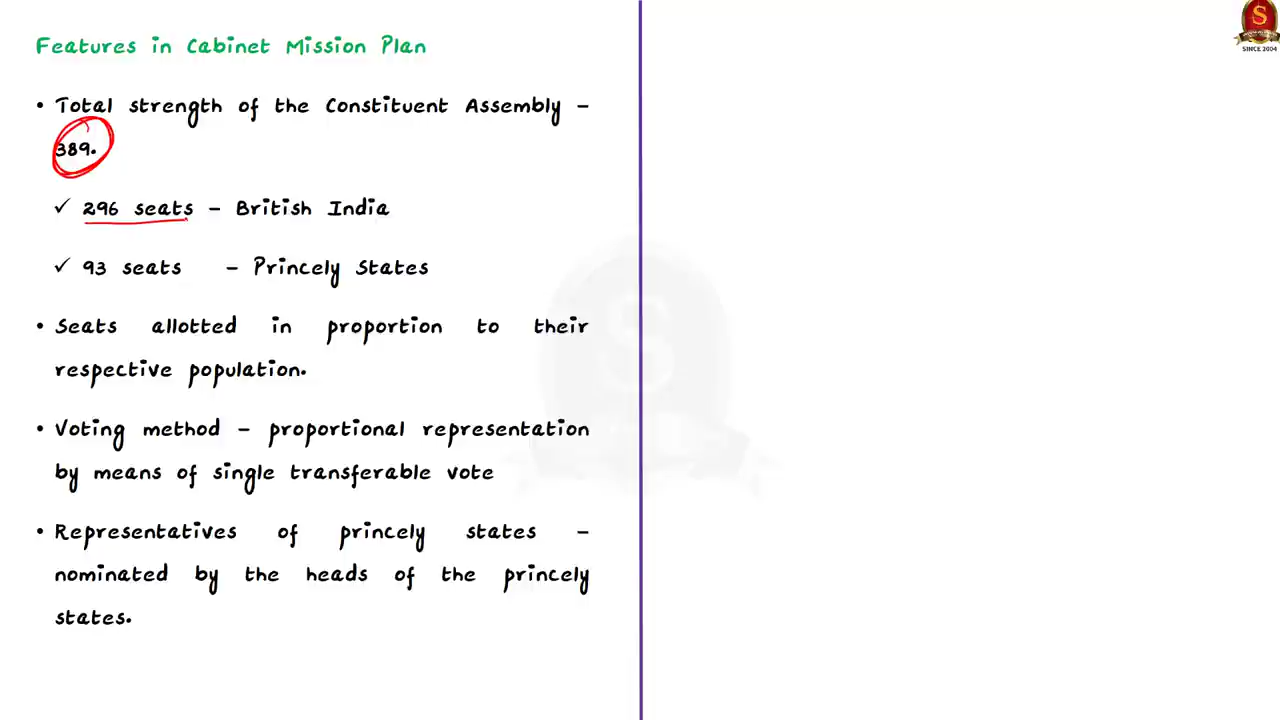 Features in Cabinet Mission Plan
• Total strength of the Constituent Assembly –
389.
✓ 296 seats – British India
✓ 93 seats – Princely States
• Seats allotted in proportion to their
respective population.
• Voting method – proportional representation
by means of single transferable vote
• Representatives of princely states –
nominated by the heads of the princely
states.
S
SINCE 2004